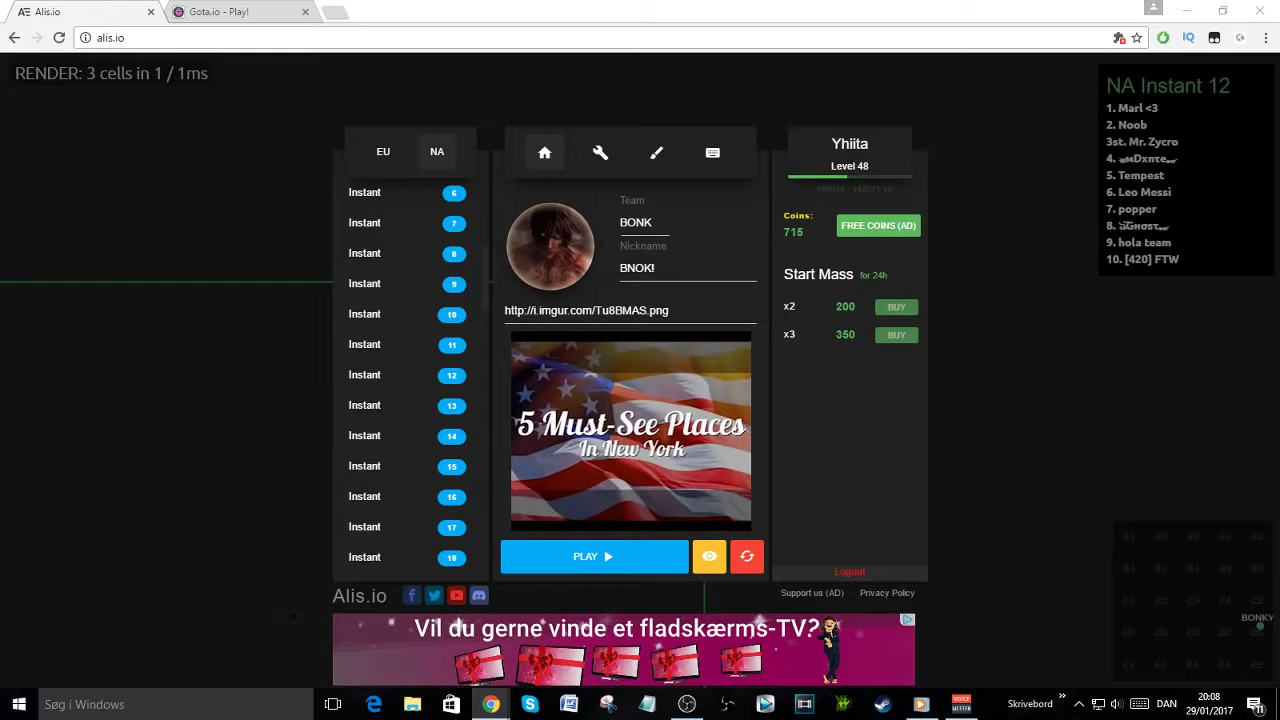 Alis.io
Gota.io - Play!
alis.io
RENDER: 3 cells in 1 / 1ms
EU
NA
Instant 6
Instant 7
Instant 8
Instant 9
Instant 10
Instant 11
Instant 12
Instant 13
Instant 14
Instant 15
Instant 16
Instant 17
Instant 18
Team
BONK
Nickname
BNOK!
http://i.imgur.com/Tu8BMAS.png
5 Must-See Places
In New York
PLAY
Yhiita
Level 48
Coins:
715
FREE COINS (AD)
Start Mass for 24h
x2 200 BUY
x3 350 BUY
Logout
Support us (AD) Privacy Policy
Alis.io
Vil du gerne vinde et fladskærms-TV?
NA Instant 12
1. Marl <3
2. Noob
3st. Mr. Zycro
4.
5. Tempest
6. Leo Messi
7. popper
8.
9. hola team
10. [420] FTW
BONKY
Søg i Windows
VOICE
MEETER
Skrivebord
DAN
20:08
29/01/2017